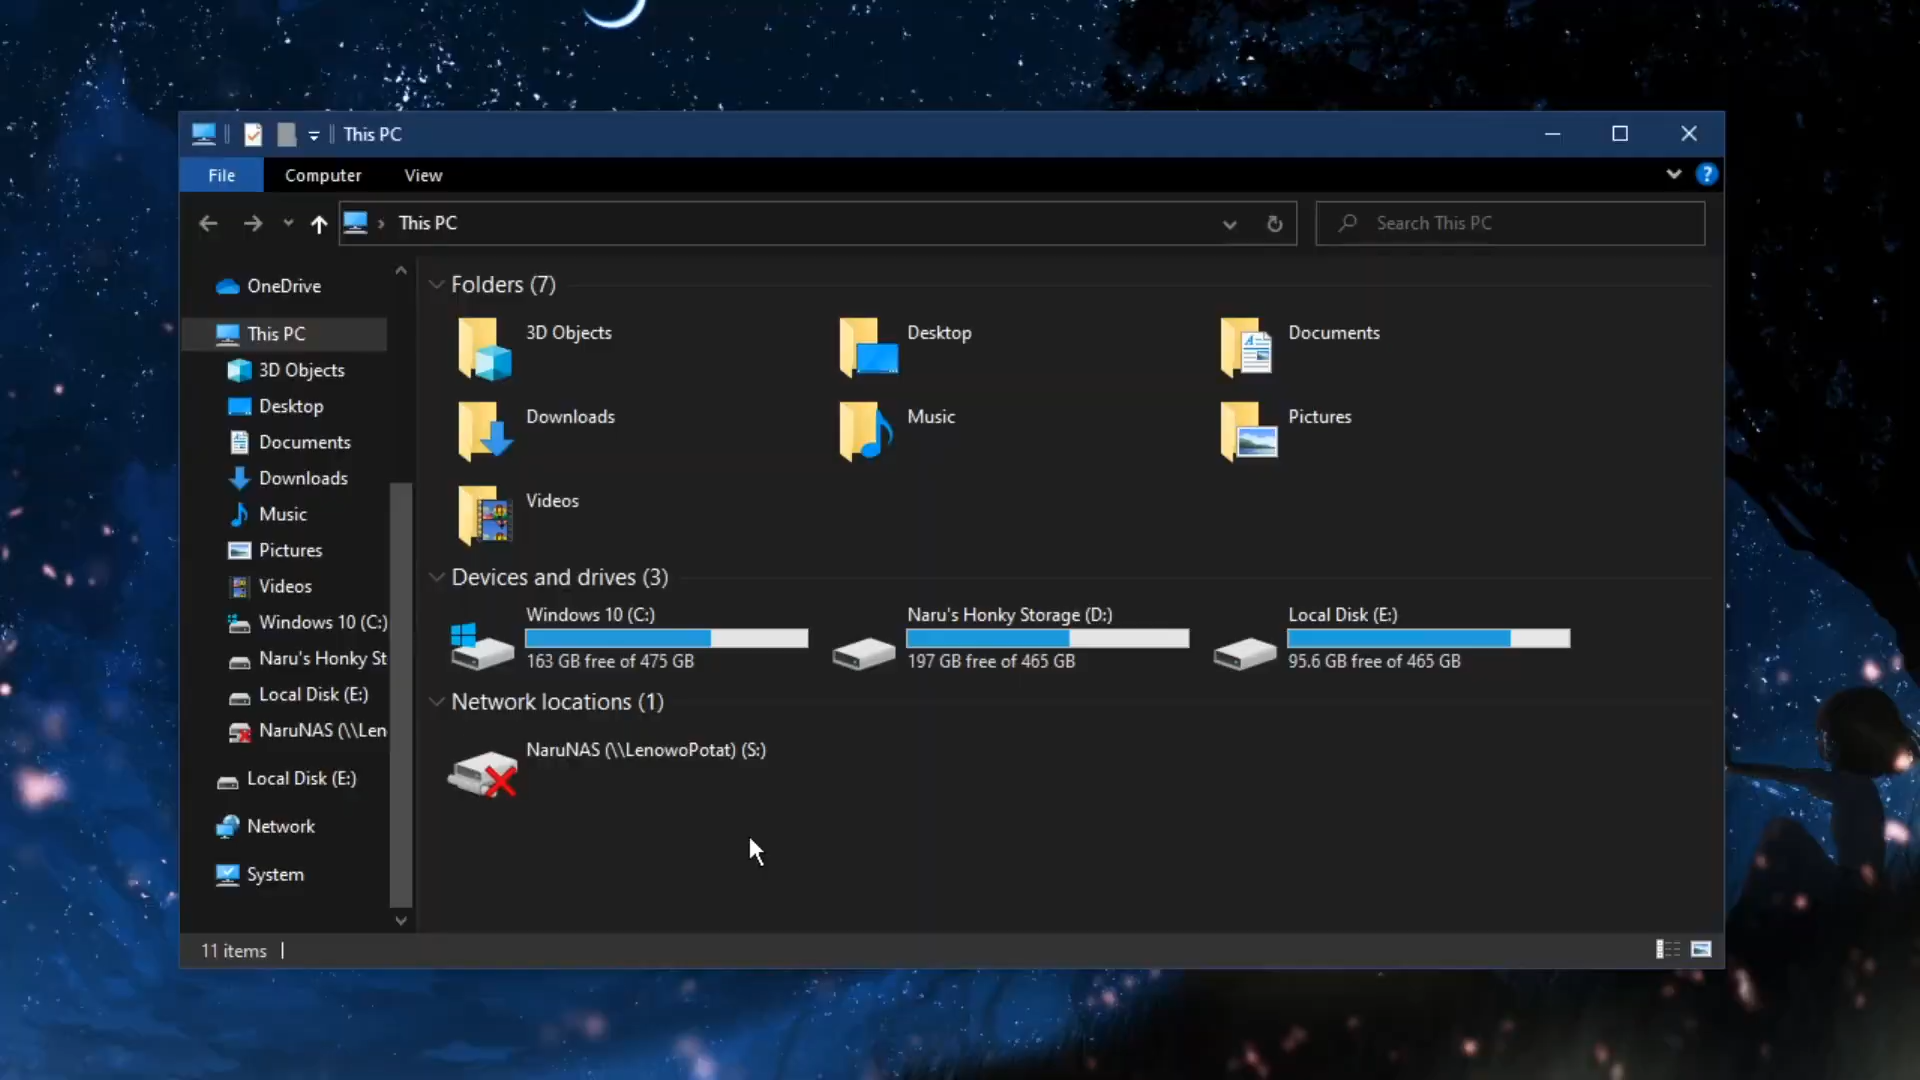 This PC
File
Computer
View
?
This PC
Search This PC
OneDrive
This PC
3D Objects
Desktop
Documents
Downloads
Music
Pictures
Videos
Windows 10 (C:)
Naru's Honky St
Local Disk (E:)
NaruNAS (\\Len
Local Disk (E:)
Network
System
Folders (7)
3D Objects
Desktop
Documents
Downloads
Music
Pictures
Videos
Devices and drives (3)
Windows 10 (C:)
163 GB free of 475 GB
Naru's Honky Storage (D:)
197 GB free of 465 GB
Local Disk (E:)
95.6 GB free of 465 GB
Network locations (1)
NaruNAS (\\LenowoPotat) (S:)
11 items